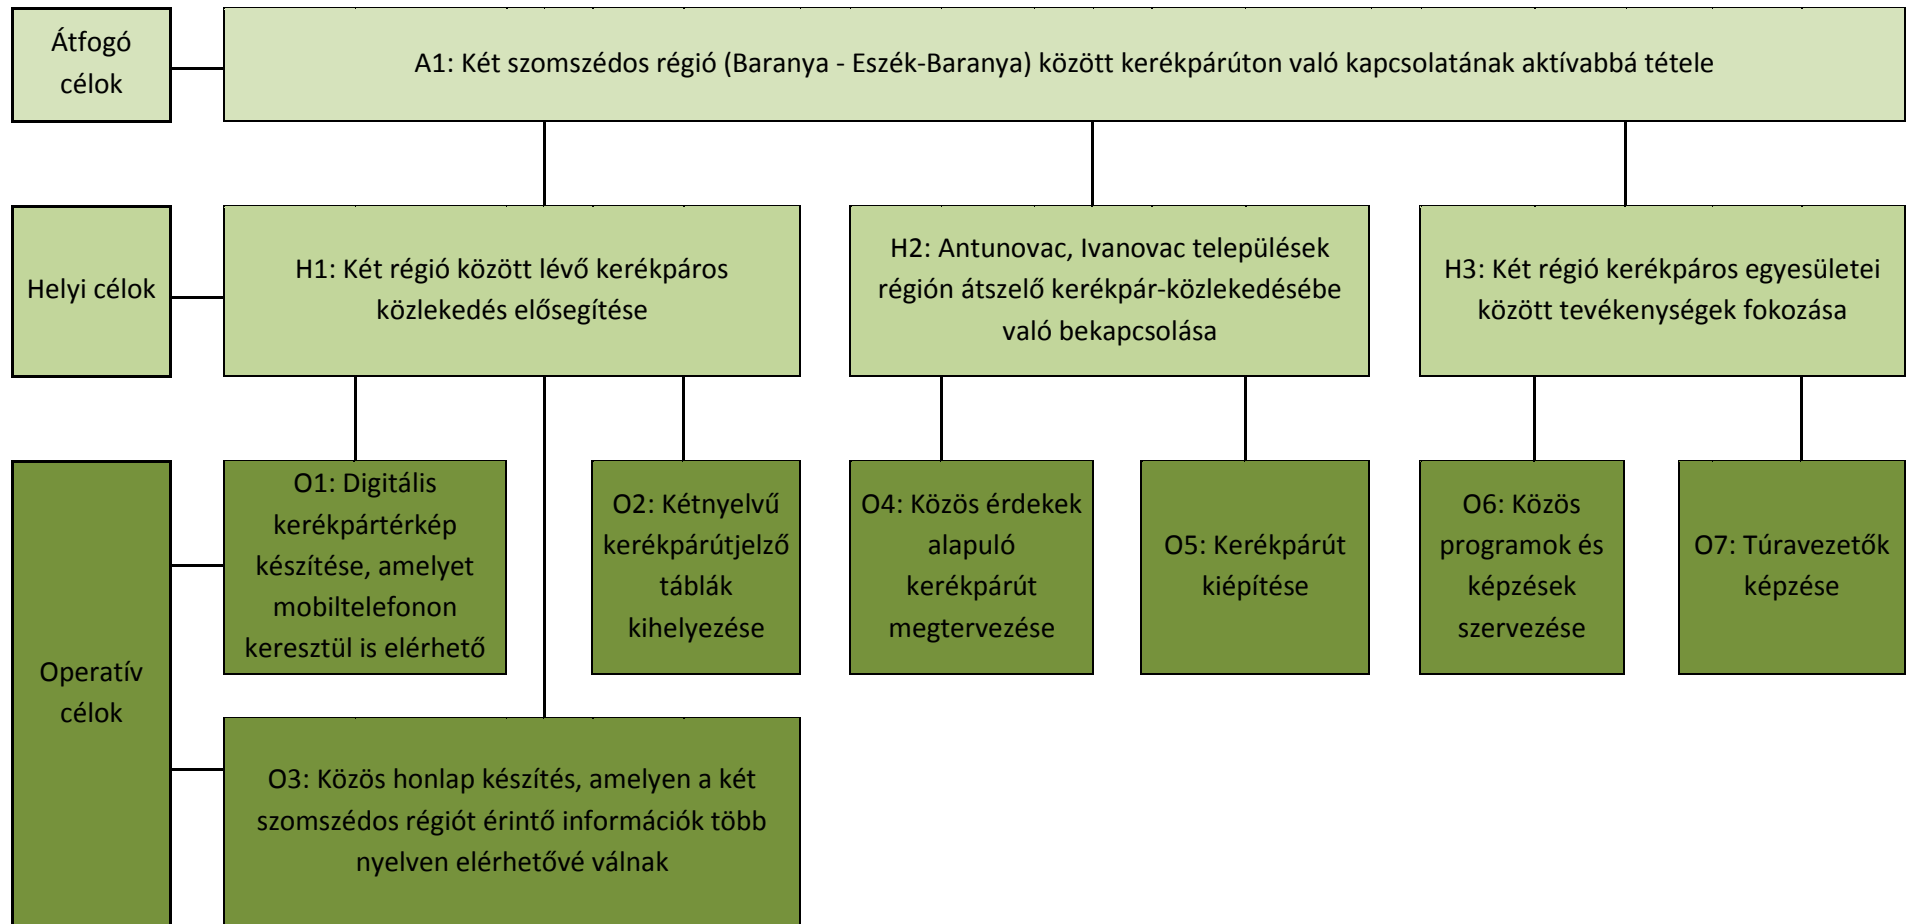 Átfogó
célok
A1: Két szomszédos régió (Baranya - Eszék-Baranya) között kerékpárúton való kapcsolatának aktívabbá tétele
Helyi célok
H1: Két régió között lévő kerékpáros
közlekedés elősegítése
H2: Antunovac, Ivanovac települések
régión átszelő kerékpár-közlekedésébe
való bekapcsolása
H3: Két régió kerékpáros egyesületei
között tevékenységek fokozása
Operatív
célok
O1: Digitális
kerékpártérkép
készítése, amelyet
mobiltelefonon
keresztül is elérhető
O2: Kétnyelvű
kerékpárútjelző
táblák
kihelyezése
O4: Közös érdekek
alapuló
kerékpárút
megtervezése
O5: Kerékpárút
kiépítése
O6: Közös
programok és
képzések
szervezése
O7: Túravezetők
képzése
O3: Közös honlap készítés, amelyen a két
szomszédos régiót érintő információk több
nyelven elérhetővé válnak